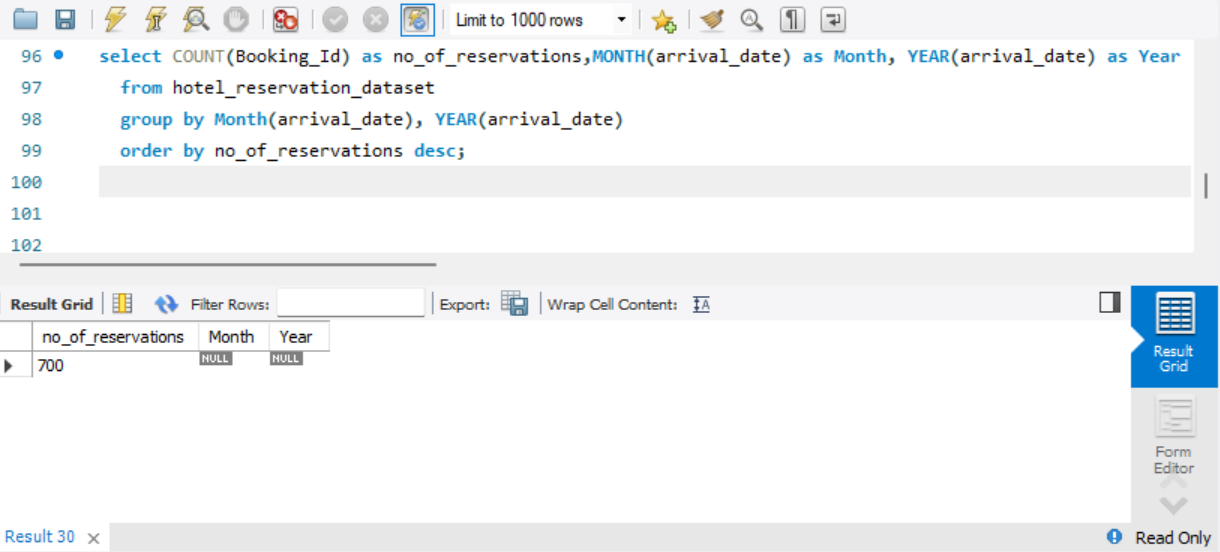 Limit to 1000 rows
96 select COUNT(Booking_Id) as no_of_reservations,MONTH(arrival_date) as Month, YEAR(arrival_date) as Year
97 from hotel_reservation_dataset
98 group by Month(arrival_date), YEAR(arrival_date)
99 order by no_of_reservations desc;
100
101
102
Result Grid Filter Rows: Export: Wrap Cell Content: IA
no_of_reservations Month Year
700 NULL NULL
Result
Grid
Form
Editor
Result 30 Read Only